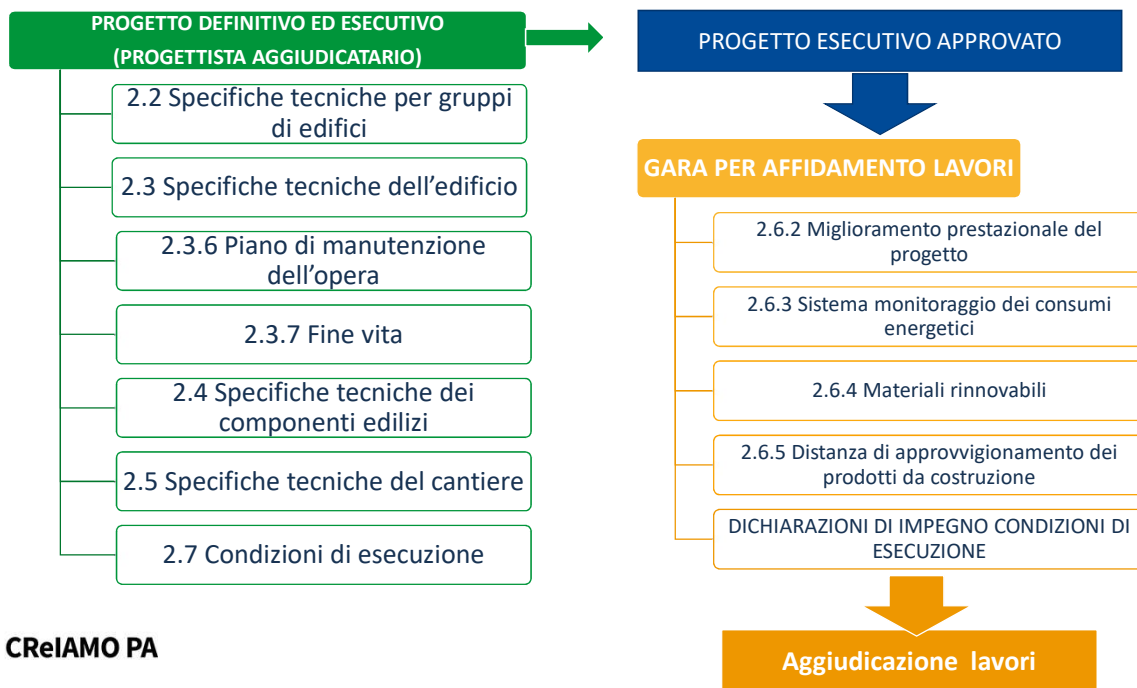 PROGETTO DEFINITIVO ED ESECUTIVO
(PROGETTISTA AGGIUDICATARIO)
2.2 Specifiche tecniche per gruppi
di edifici
2.3 Specifiche tecniche dell’edificio
2.3.6 Piano di manutenzione
dell’opera
2.3.7 Fine vita
2.4 Specifiche tecniche dei
componenti edilizi
2.5 Specifiche tecniche del cantiere
2.7 Condizioni di esecuzione
PROGETTO ESECUTIVO APPROVATO
GARA PER AFFIDAMENTO LAVORI
2.6.2 Miglioramento prestazionale del
progetto
2.6.3 Sistema monitoraggio dei consumi
energetici
2.6.4 Materiali rinnovabili
2.6.5 Distanza di approvvigionamento dei
prodotti da costruzione
DICHIARAZIONI DI IMPEGNO CONDIZIONI DI
ESECUZIONE
Aggiudicazione lavori
CReIAMO PA